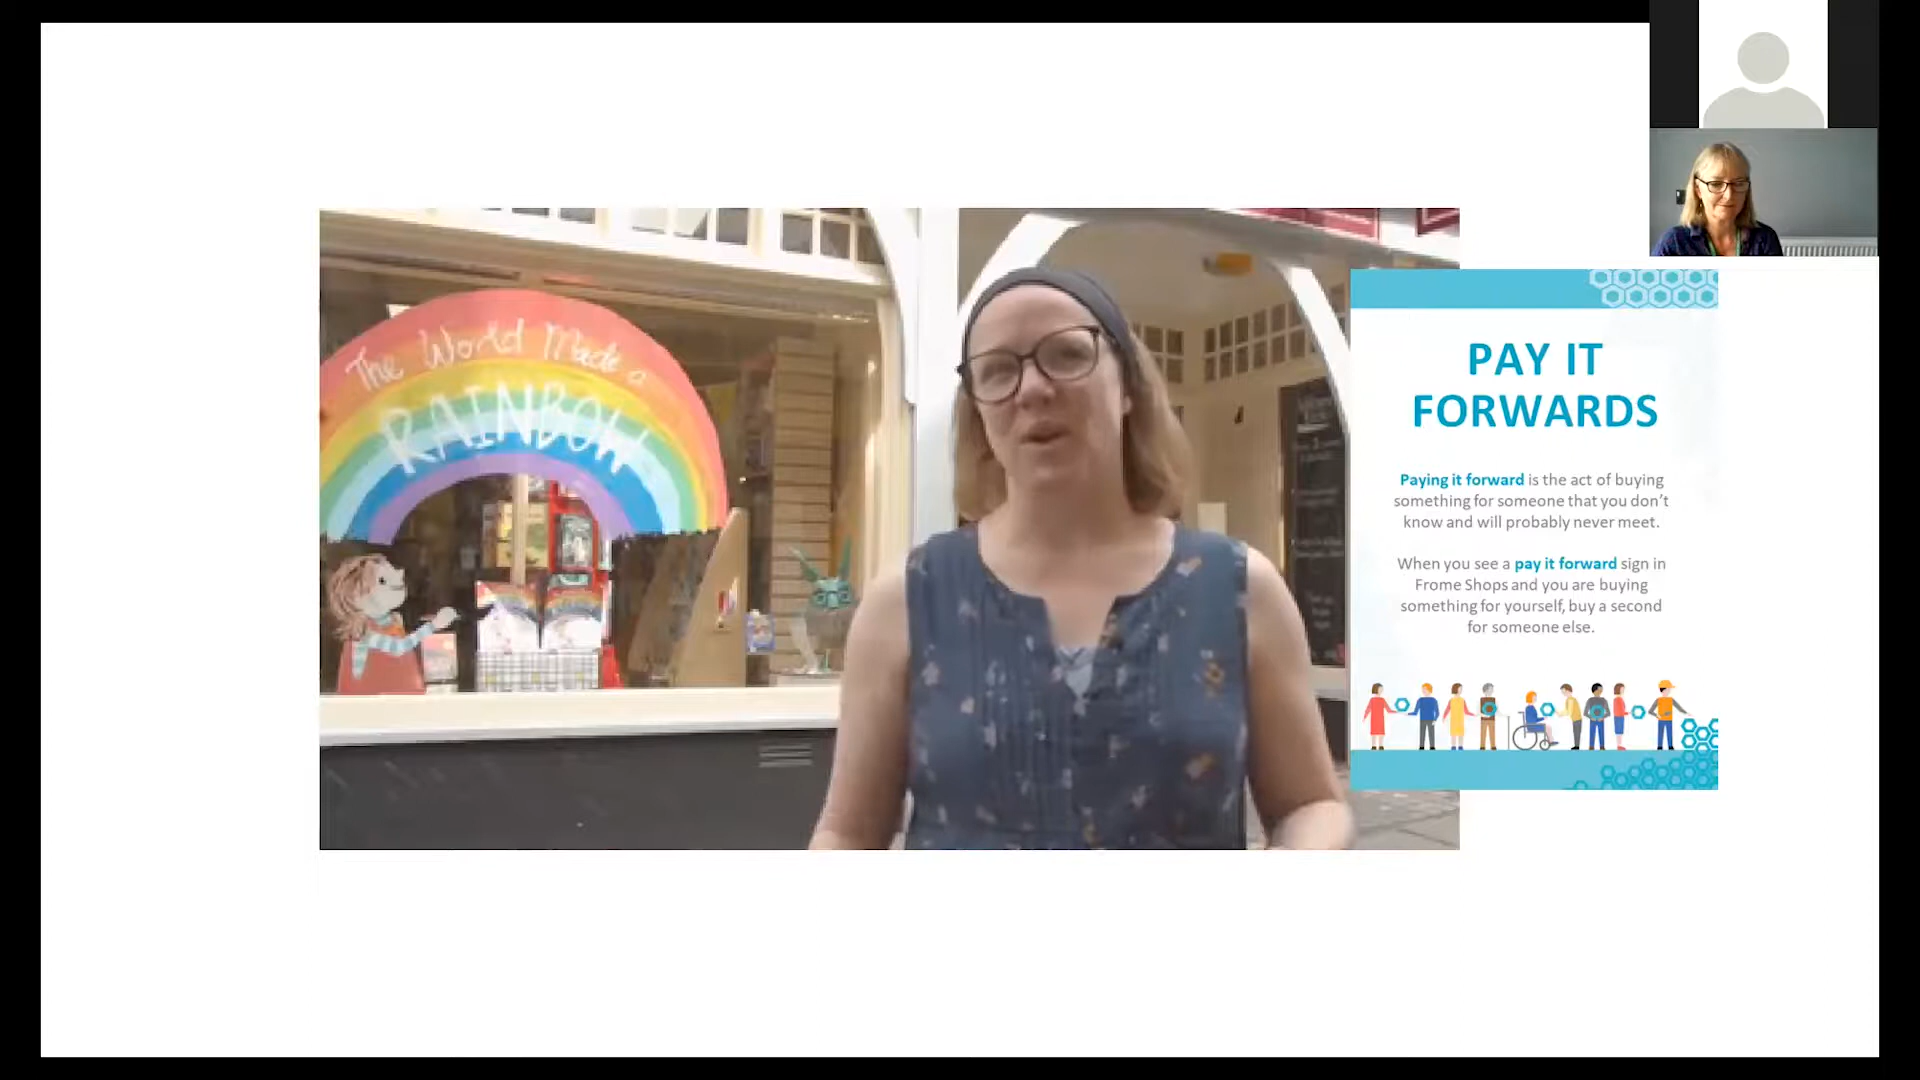 The World Made a
RAINBOW
PAY IT
FORWARDS
Paying it forward is the act of buying
something for someone that you don't
know and will probably never meet.
When you see a pay it forward sign in
Frome Shops and you are buying
something for yourself, buy a second
for someone else.